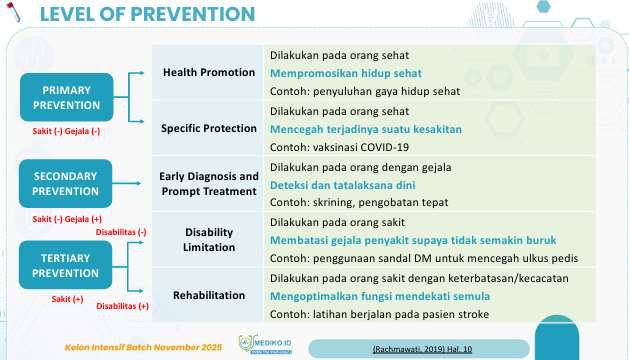 LEVEL OF PREVENTION
PRIMARY
PREVENTION
Sakit (-) Gejala (-)
Health Promotion
Dilakukan pada orang sehat
Mempromosikan hidup sehat
Contoh: penyuluhan gaya hidup sehat
Specific Protection
Dilakukan pada orang sehat
Mencegah terjadinya suatu kesakitan
Contoh: vaksinasi COVID-19
SECONDARY
PREVENTION
Sakit (-) Gejala (+)
Early Diagnosis and
Prompt Treatment
Dilakukan pada orang dengan gejala
Deteksi dan tatalaksana dini
Contoh: skrining, pengobatan tepat
TERTIARY
PREVENTION
Sakit (+)
Disabilitas (-)
Disability
Limitation
Dilakukan pada orang sakit
Membatasi gejala penyakit supaya tidak semakin buruk
Contoh: penggunaan sandal DM untuk mencegah ulkus pedis
Disabilitas (+)
Rehabilitation
Dilakukan pada orang sakit dengan keterbatasan/kecacatan
Mengoptimalkan fungsi mendekati semula
Contoh: latihan berjalan pada pasien stroke
Kelan Intensif Batch November 2025
MEDIKO.ID
(Rachmawati, 2019) Hal. 10